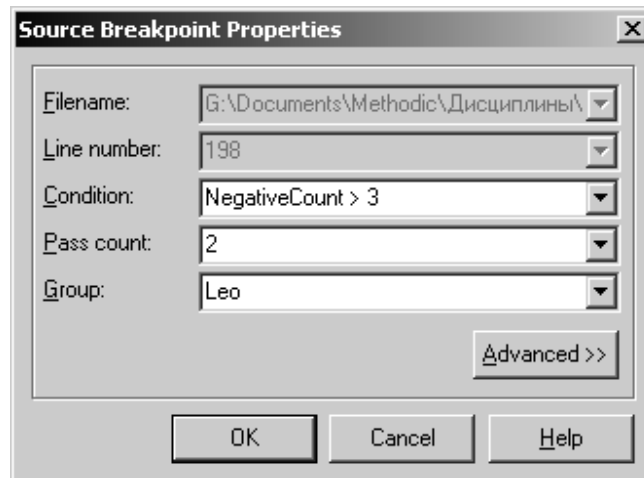 Source Breakpoint Properties
Filename: G:\Documents\Methodic\Дисциплины\
Line number: 198
Condition: NegativeCount > 3
Pass count: 2
Group: Leo
Advanced >>
OK Cancel Help